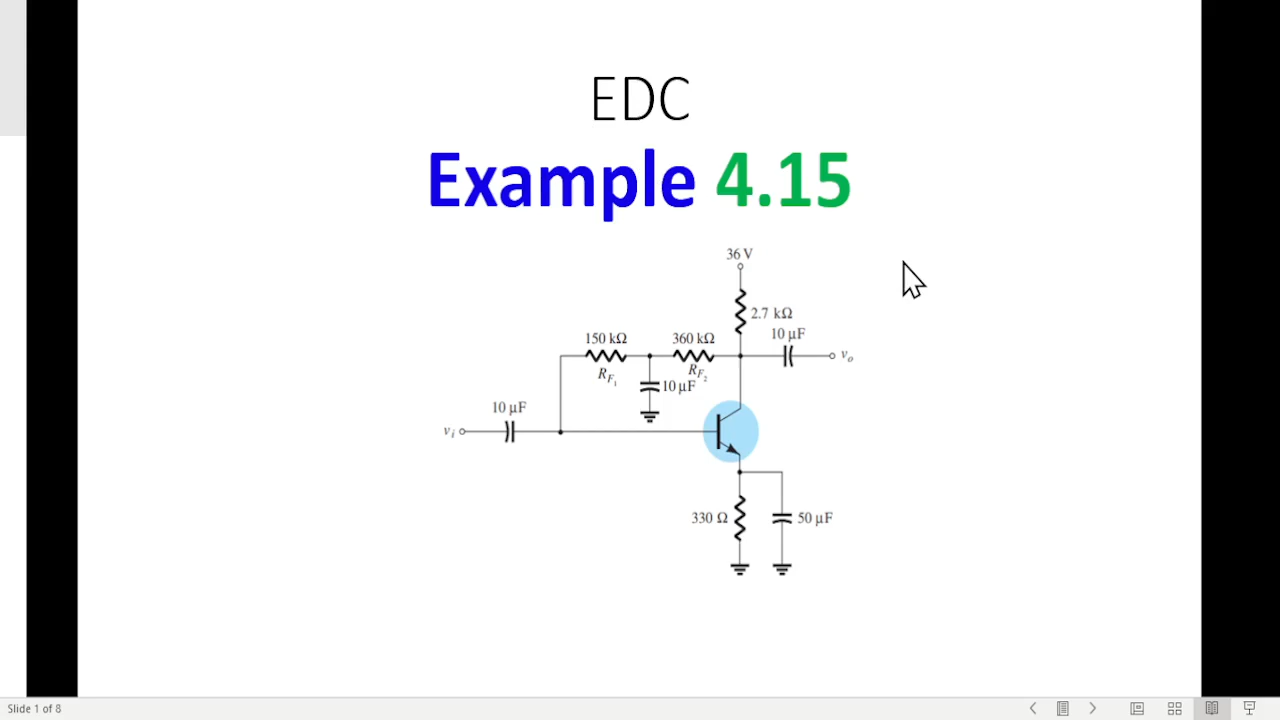 EDC
Example 4.15
36 V
2.7 kΩ
150 kΩ
360 kΩ
10 μF
vo
RF1
RF2
10 μF
10 μF
vi
330 Ω
50 μF
Slide 1 of 8